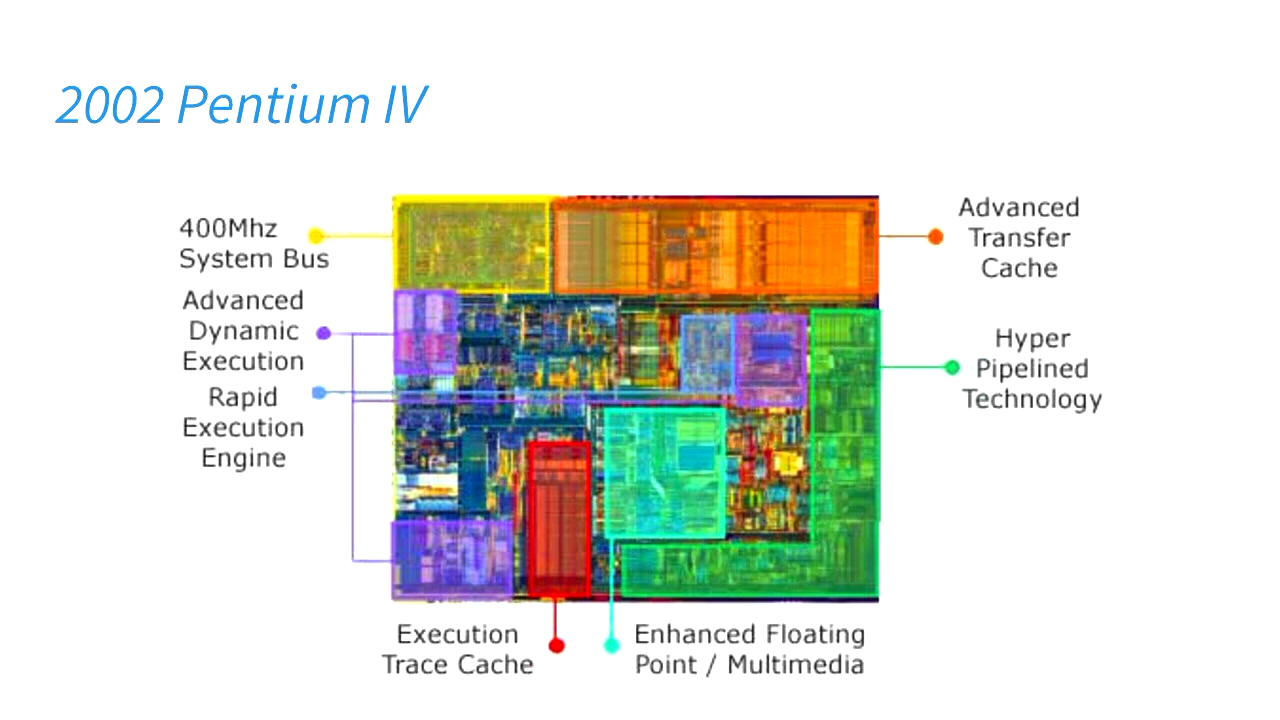 2002 Pentium IV
400Mhz
System Bus
Advanced
Dynamic
Execution
Rapid
Execution
Engine
Advanced
Transfer
Cache
Hyper
Pipelined
Technology
Execution
Trace Cache
Enhanced Floating
Point / Multimedia